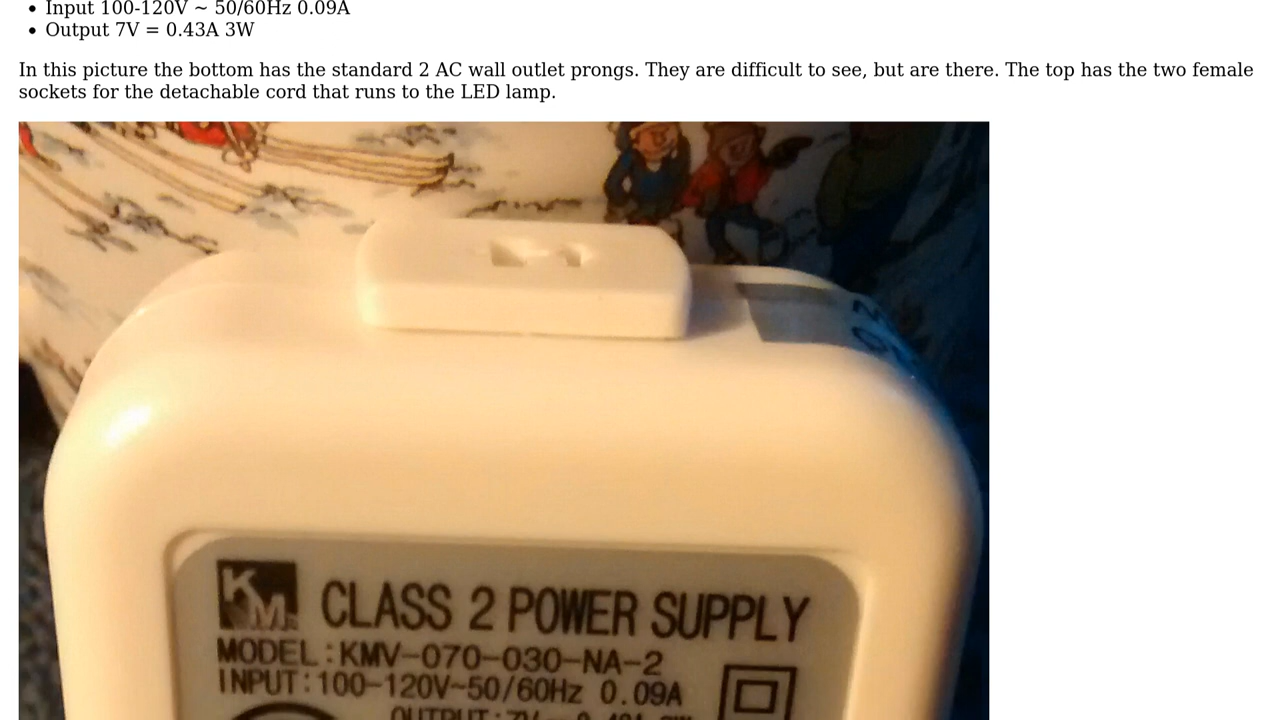 • Input 100-120V ~ 50/60Hz 0.09A
• Output 7V = 0.43A 3W
In this picture the bottom has the standard 2 AC wall outlet prongs. They are difficult to see, but are there. The top has the two female
sockets for the detachable cord that runs to the LED lamp.
KM
CLASS 2 POWER SUPPLY
MODEL:KMV-070-030-NA-2
INPUT:100-120V~50/60Hz 0.09A
OUTPUT:7V